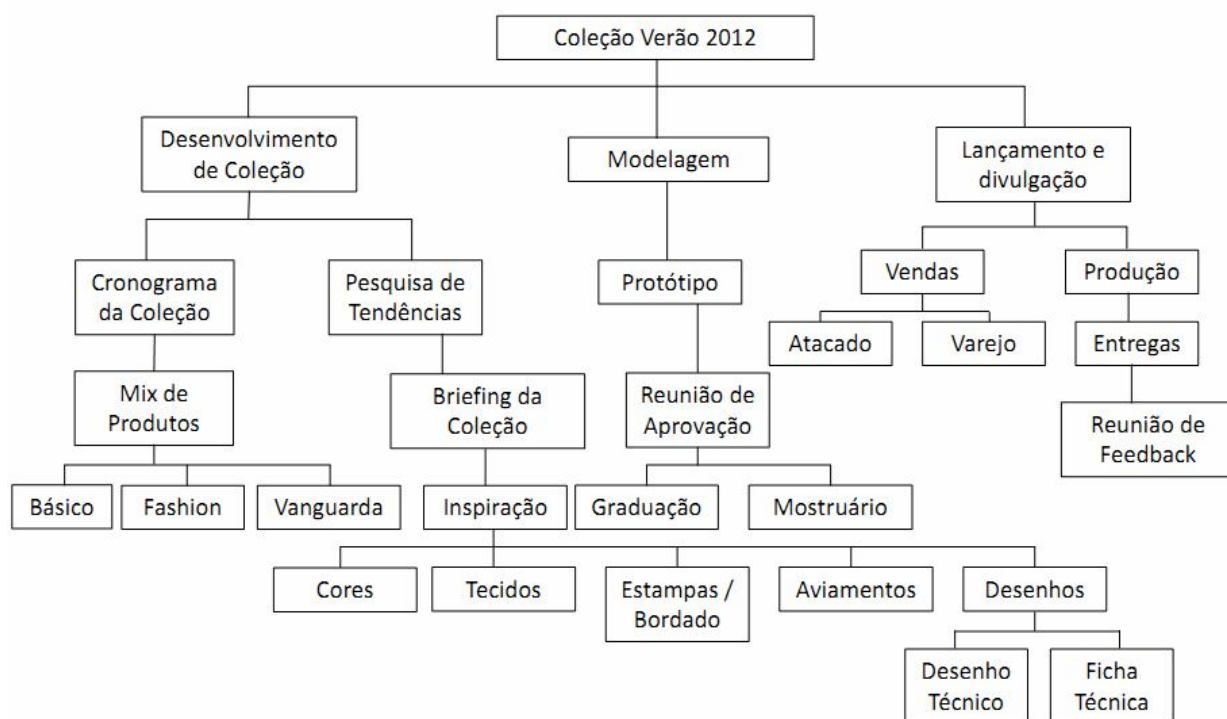 Coleção Verão 2012
Desenvolvimento
de Coleção
Modelagem
Lançamento e
divulgação
Cronograma
da Coleção
Pesquisa de
Tendências
Protótipo
Vendas
Produção
Atacado
Varejo
Entregas
Mix de
Produtos
Briefing da
Coleção
Reunião de
Aprovação
Reunião de
Feedback
Básico
Fashion
Vanguarda
Inspiração
Graduação
Mostruário
Cores
Tecidos
Estampas /
Bordado
Aviamentos
Desenhos
Desenho
Técnico
Ficha
Técnica